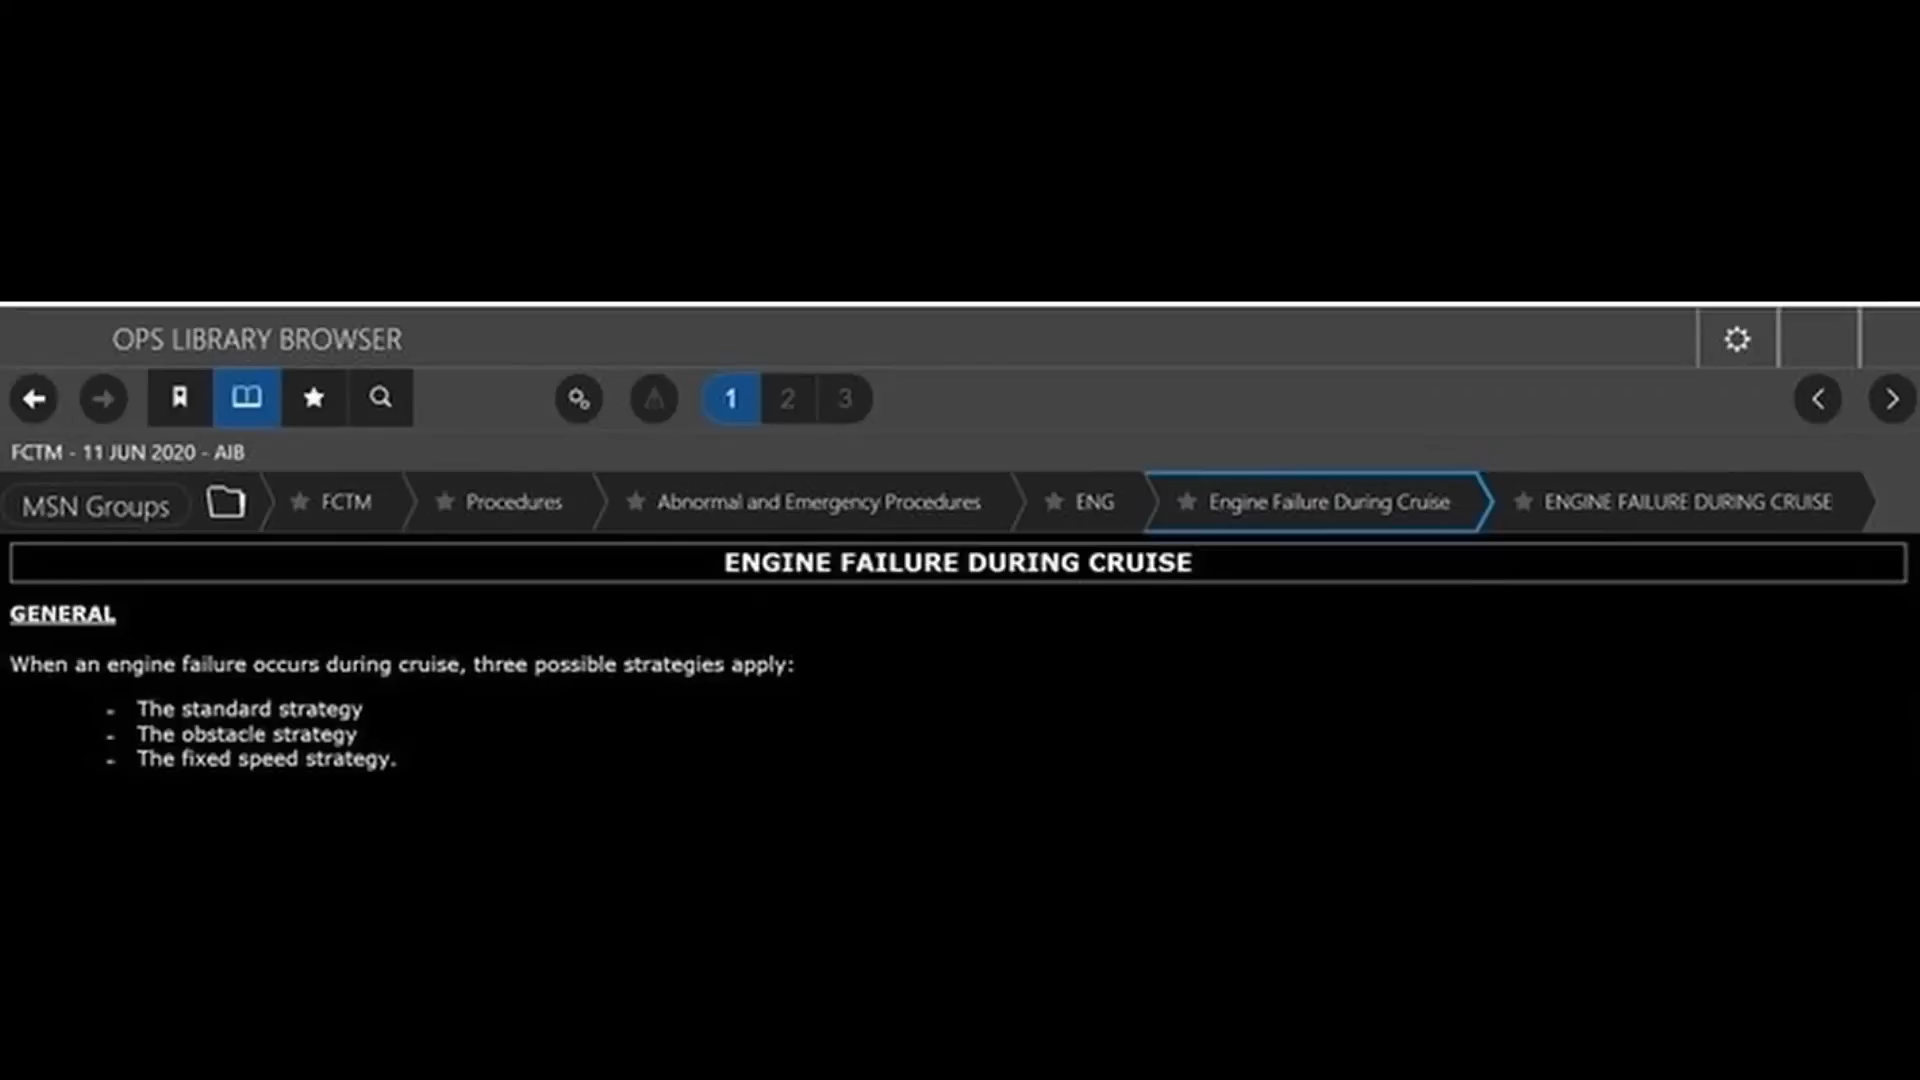 OPS LIBRARY BROWSER
1 2 3
FCTM - 11 JUN 2020 - AIB
MSN Groups FCTM Procedures Abnormal and Emergency Procedures ENG Engine Failure During Cruise ENGINE FAILURE DURING CRUISE
ENGINE FAILURE DURING CRUISE
GENERAL
When an engine failure occurs during cruise, three possible strategies apply:
- The standard strategy
- The obstacle strategy
- The fixed speed strategy.